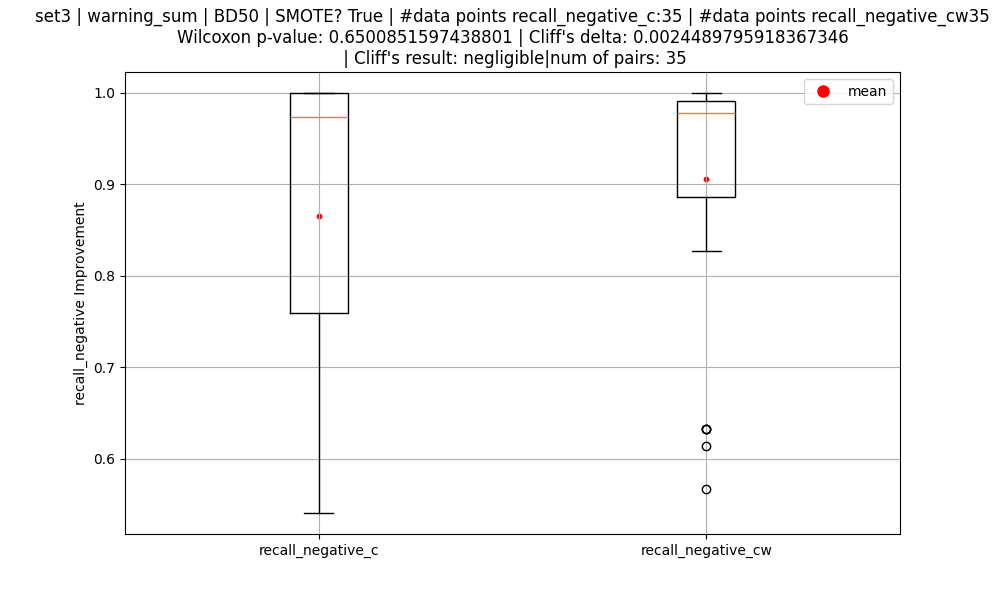 set3 | warning_sum | BD50 | SMOTE? True | #data points recall_negative_c:35 | #data points recall_negative_cw35
Wilcoxon p-value: 0.6500851597438801 | Cliff's delta: 0.0024489795918367346
| Cliff's result: negligible|num of pairs: 35
mean
recall_negative Improvement
1.0
0.9
0.8
0.7
0.6
recall_negative_c
recall_negative_cw